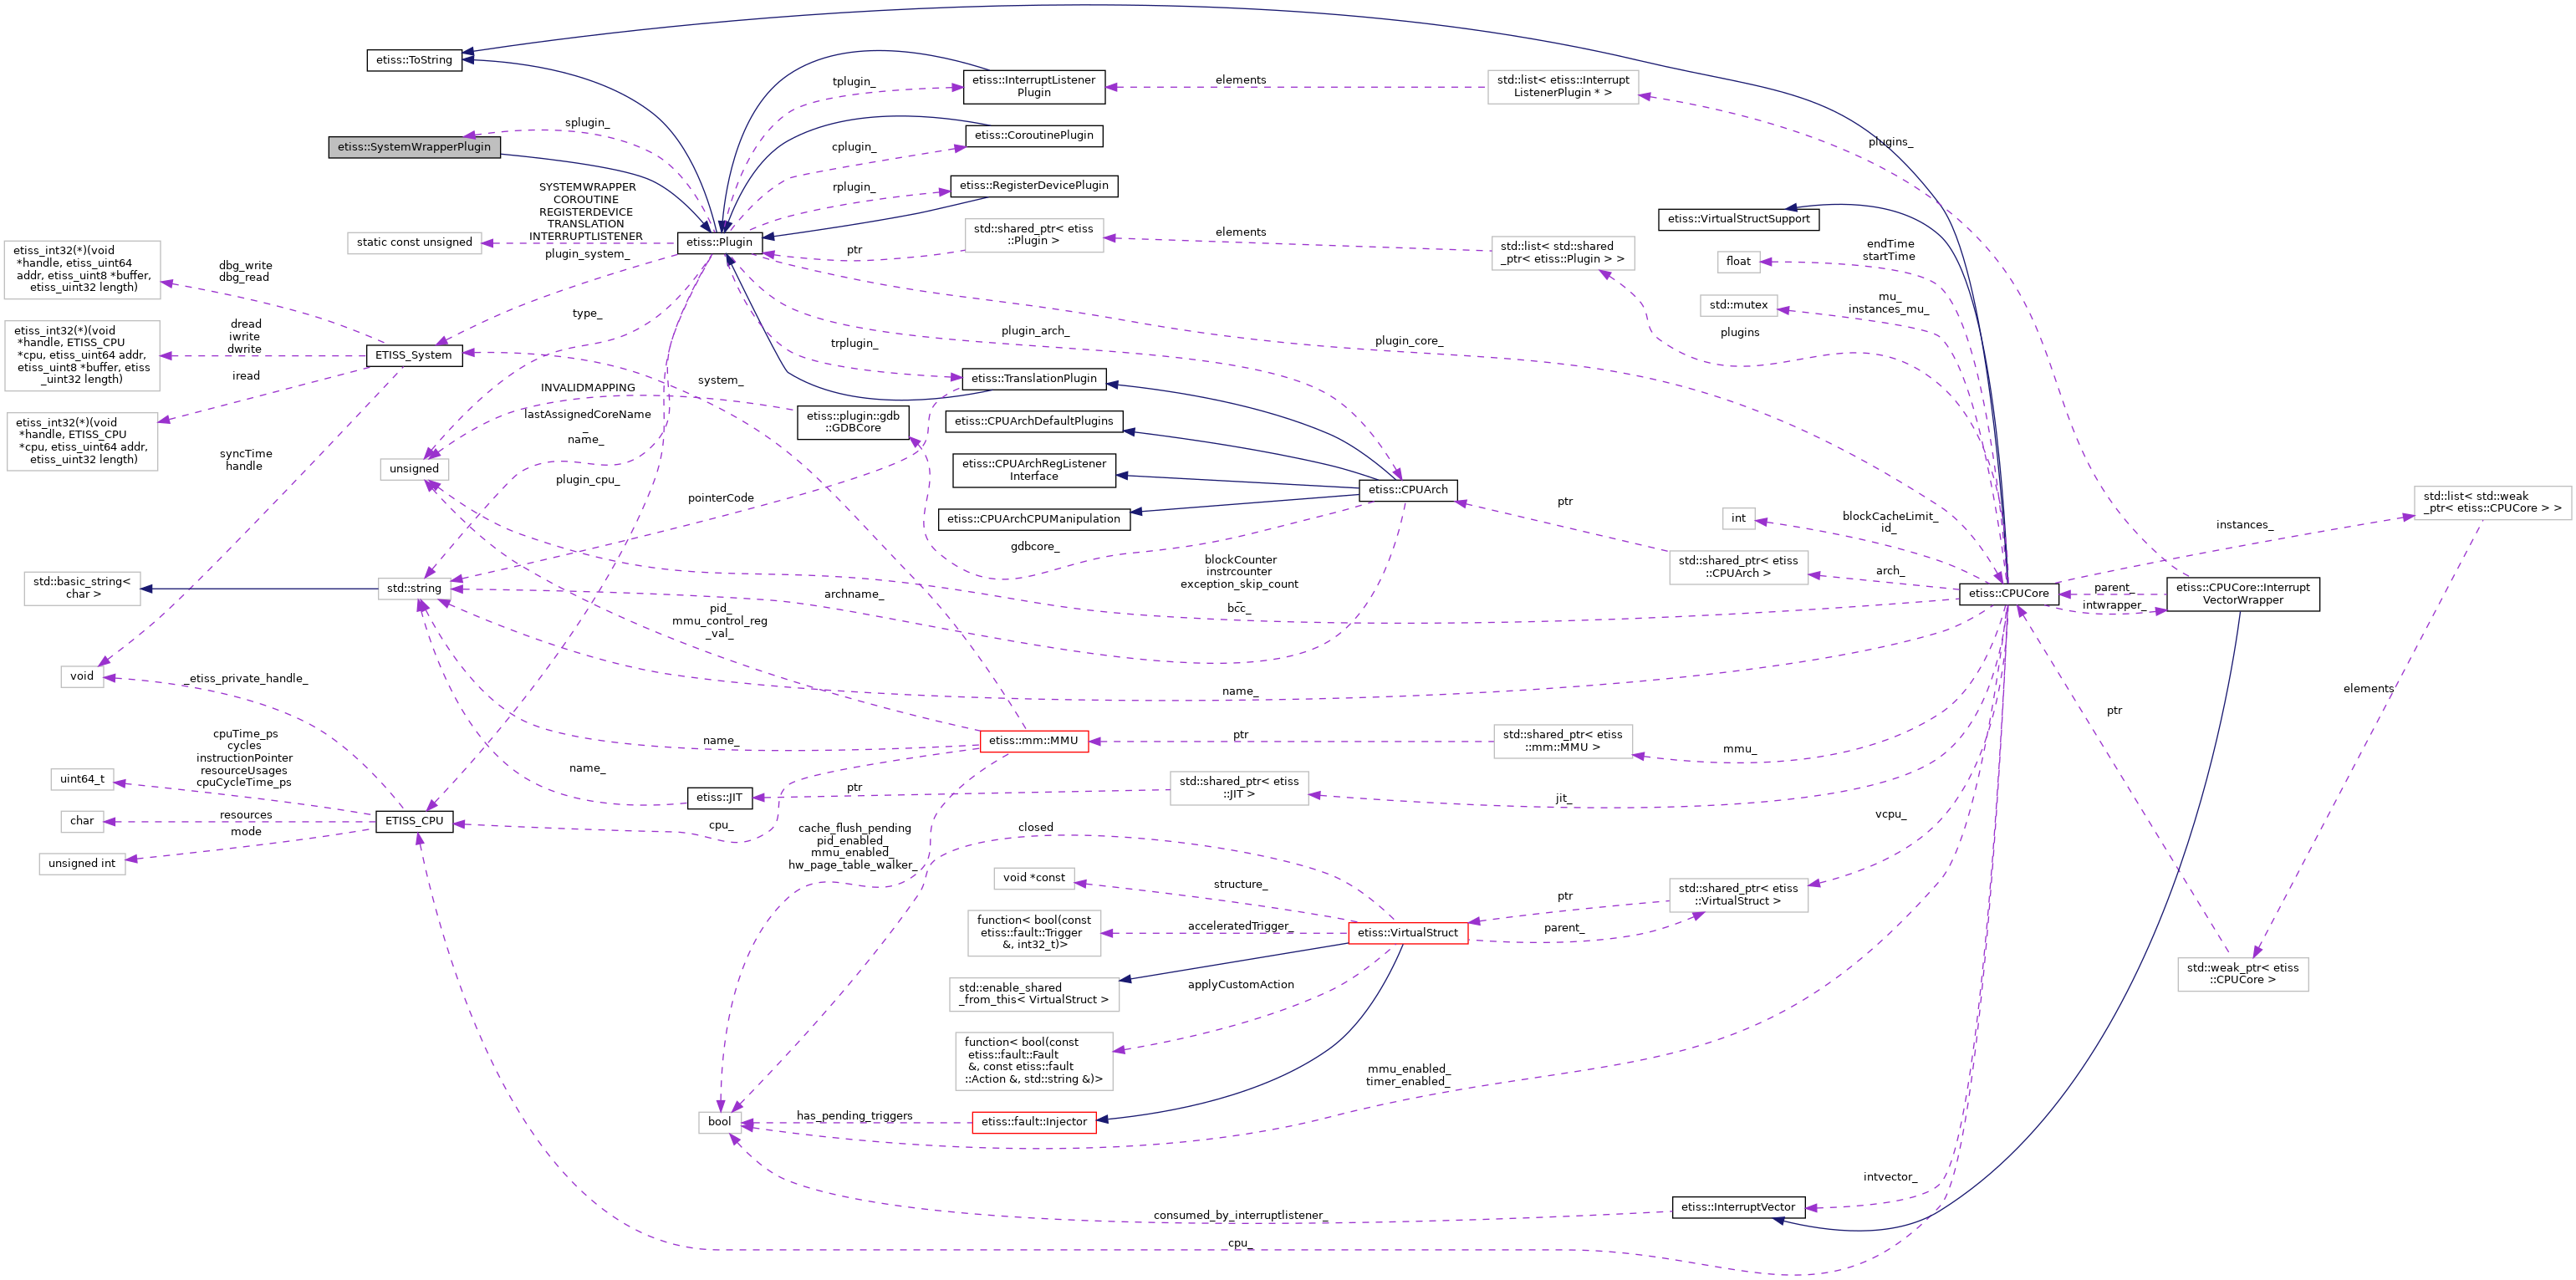 etiss::ToString
etiss::InterruptListener
Plugin
tplugin_
elements
std::list< etiss::Interrupt
ListenerPlugin * >
plugins_
splugin_
etiss::SystemWrapperPlugin
etiss::CoroutinePlugin
cplugin_
rplugin_
etiss::RegisterDevicePlugin
SYSTEMWRAPPER
COROUTINE
REGISTERDEVICE
TRANSLATION
INTERRUPTLISTENER
static const unsigned
etiss::Plugin
ptr
std::shared_ptr< etiss
::Plugin >
elements
std::list< std::shared
_ptr< etiss::Plugin > >
etiss::VirtualStructSupport
endTime
startTime
float
mu_
instances_mu_
std::mutex
plugins
plugin_system_
etiss_int32(*)(void
*handle, etiss_uint64
addr, etiss_uint8 *buffer,
etiss_uint32 length)
dbg_write
dbg_read
type_
plugin_arch_
plugin_core_
trplugin_
etiss_int32(*)(void
*handle, ETISS_CPU
*cpu, etiss_uint64 addr,
etiss_uint8 *buffer, etiss
_uint32 length)
dread
iwrite
dwrite
ETISS_System
iread
system_
etiss::TranslationPlugin
INVALIDMAPPING
lastAssignedCoreName
_
name_
etiss::plugin::gdb
::GDBCore
etiss::CPUArchDefaultPlugins
etiss_int32(*)(void
*handle, ETISS_CPU
*cpu, etiss_uint64 addr,
etiss_uint32 length)
syncTime
handle
unsigned
plugin_cpu_
pointerCode
etiss::CPUArchRegListener
Interface
etiss::CPUArch
etiss::CPUArchCPUManipulation
ptr
int
blockCacheLimit_
id_
instances_
std::list< std::weak
_ptr< etiss::CPUCore > >
gdbcore_
blockCounter
instrcounter
exception_skip_count
_
bcc_
std::shared_ptr< etiss
::CPUArch >
arch_
etiss::CPUCore
parent_
intwrapper_
etiss::CPUCore::Interrupt
VectorWrapper
std::basic_string<
char >
std::string
archname_
pid_
mmu_control_reg
_val_
void
_etiss_private_handle_
name_
elements
ptr
name_
etiss::mm::MMU
ptr
std::shared_ptr< etiss
::mm::MMU >
mmu_
cpuTime_ps
cycles
instructionPointer
resourceUsages
cpuCycleTime_ps
uint64_t
name_
etiss::JIT
ptr
std::shared_ptr< etiss
::JIT >
jit_
char
resources
mode
ETISS_CPU
cpu_
unsigned int
cache_flush_pending
pid_enabled_
mmu_enabled_
hw_page_table_walker_
closed
vcpu_
void *const
structure_
ptr
std::shared_ptr< etiss
::VirtualStruct >
function< bool(const
etiss::fault::Trigger
&, int32_t)>
acceleratedTrigger_
etiss::VirtualStruct
parent_
std::enable_shared
_from_this< VirtualStruct >
applyCustomAction
std::weak_ptr< etiss
::CPUCore >
function< bool(const
etiss::fault::Fault
&, const etiss::fault
::Action &, std::string &)>
mmu_enabled_
timer_enabled_
bool
has_pending_triggers
etiss::fault::Injector
intvector_
consumed_by_interruptlistener_
etiss::InterruptVector
cpu_